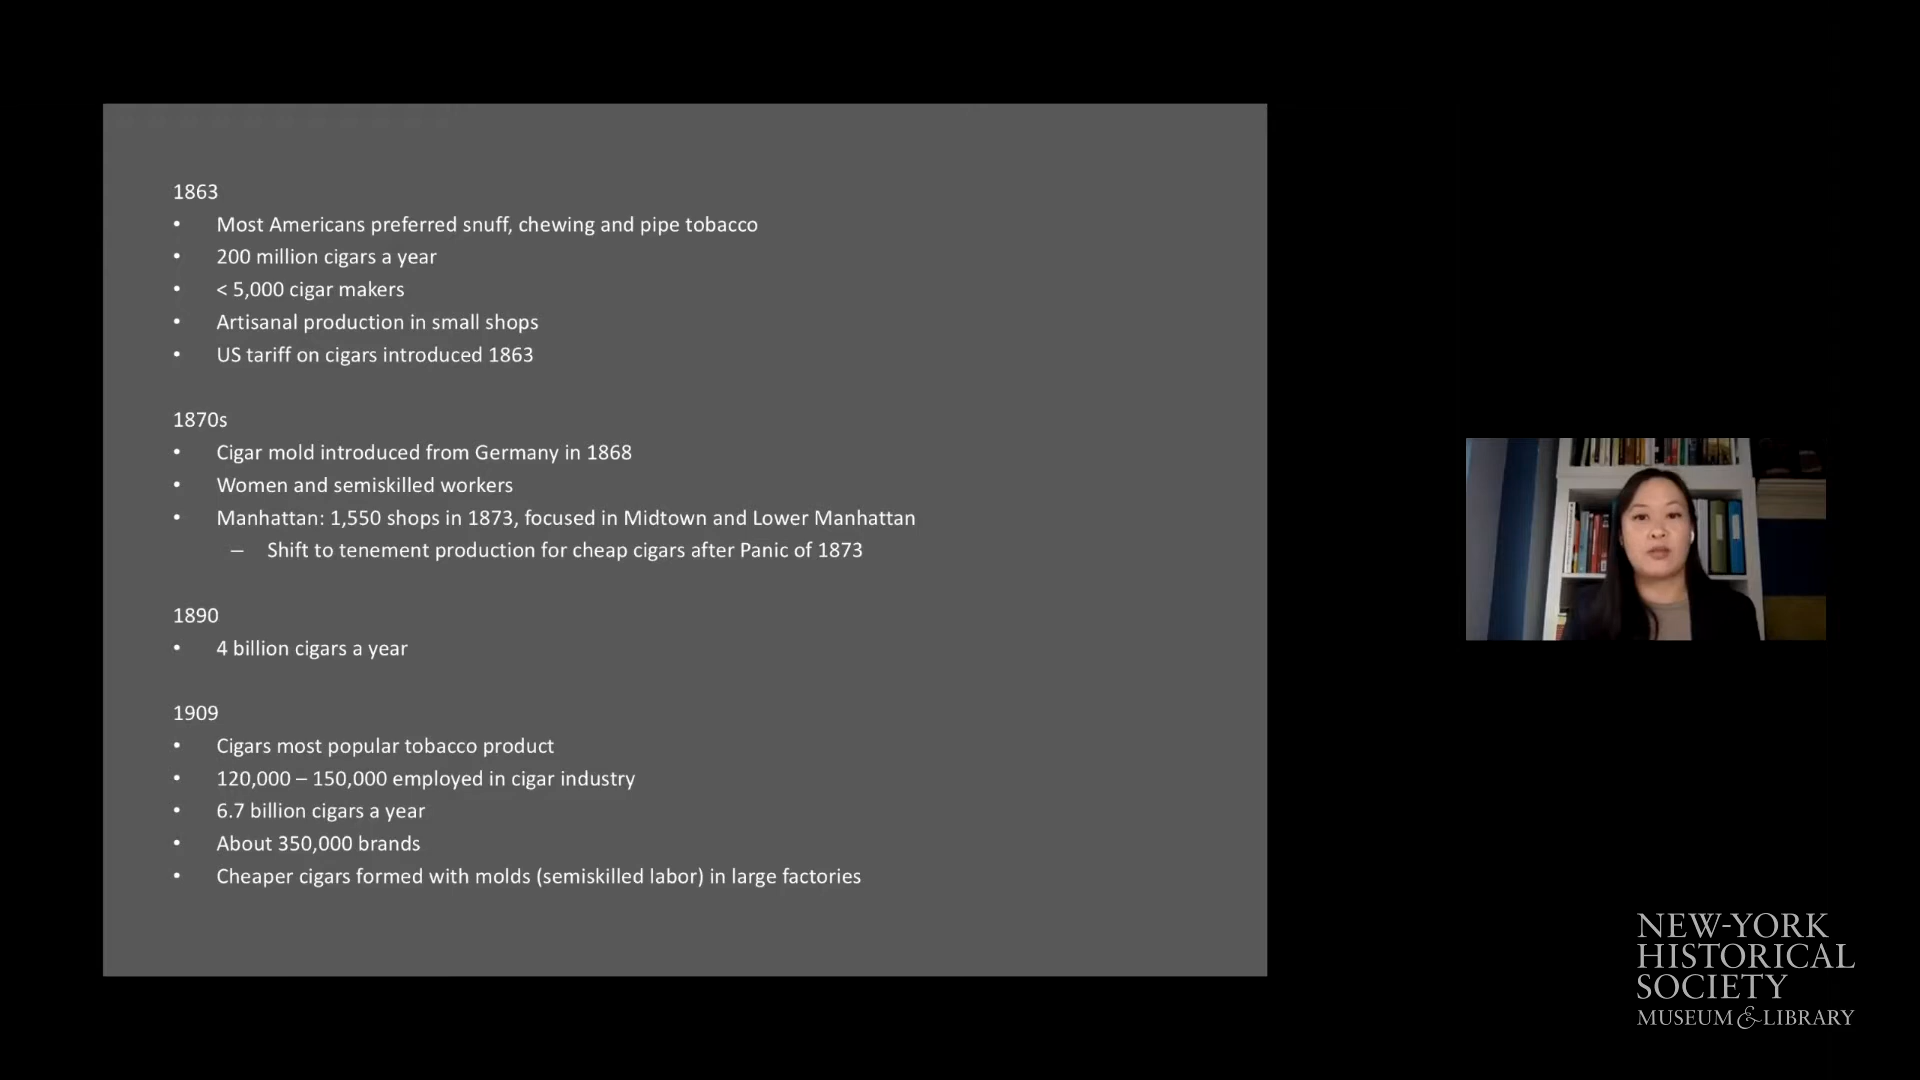 1863
• Most Americans preferred snuff, chewing and pipe tobacco
• 200 million cigars a year
• < 5,000 cigar makers
• Artisanal production in small shops
• US tariff on cigars introduced 1863
1870s
• Cigar mold introduced from Germany in 1868
• Women and semiskilled workers
• Manhattan: 1,550 shops in 1873, focused in Midtown and Lower Manhattan
– Shift to tenement production for cheap cigars after Panic of 1873
1890
• 4 billion cigars a year
1909
• Cigars most popular tobacco product
• 120,000 – 150,000 employed in cigar industry
• 6.7 billion cigars a year
• About 350,000 brands
• Cheaper cigars formed with molds (semiskilled labor) in large factories
NEW-YORK
HISTORICAL
SOCIETY
MUSEUM & LIBRARY